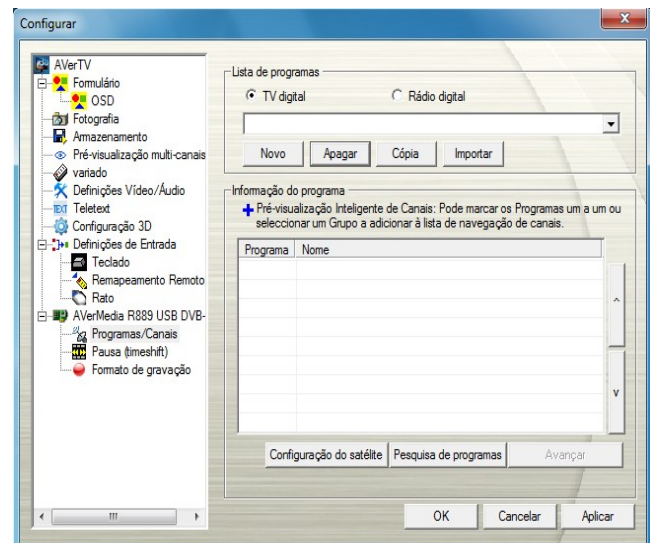 Configurar
x
AVerTV
Formulário
OSD
Fotografia
Armazenamento
Pré-visualização multi-canais
variado
Definições Vídeo/Áudio
TEXT Teletext
Configuração 3D
Definições de Entrada
Teclado
Remapeamento Remoto
Rato
AVerMedia R889 USB DVB-
Programas/Canais
Pausa (timeshift)
Formato de gravação
Lista de programas
TV digital Rádio digital
Novo Apagar Cópia Importar
Informação do programa
Pré-visualização Inteligente de Canais: Pode marcar os Programas um a um ou
seleccionar um Grupo a adicionar à lista de navegação de canais.
Programa Nome
^
v
Configuração do satélite Pesquisa de programas Avançar
OK Cancelar Aplicar